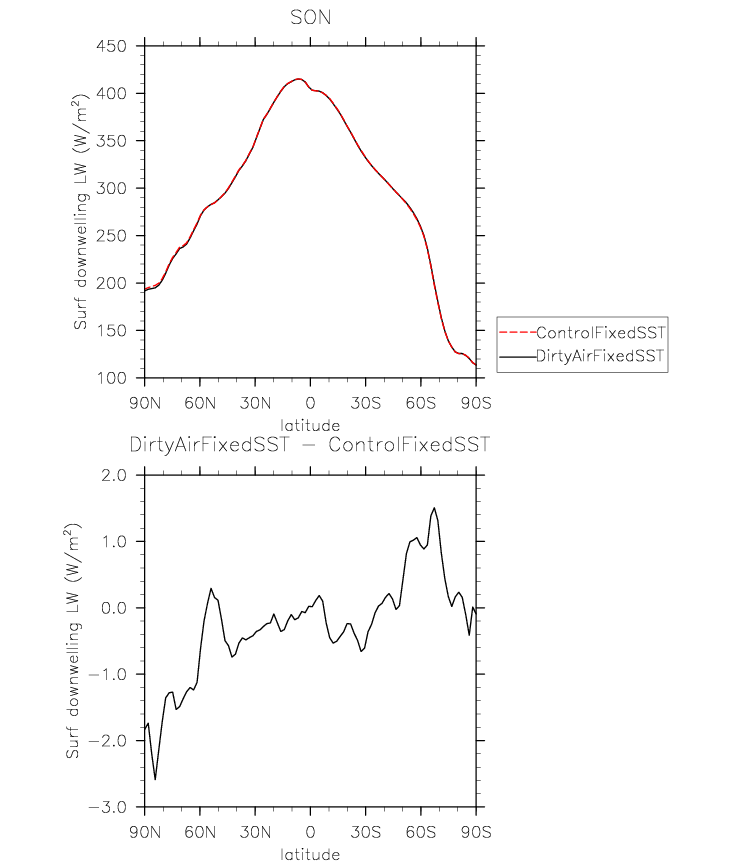 SON
Surf downwelling LW (W/m²)
450
400
350
300
250
200
150
100
90N 60N 30N 0 30S 60S 90S
latitude
ControlFixedSST
DirtyAirFixedSST
DirtyAirFixedSST − ControlFixedSST
Surf downwelling LW (W/m²)
2.0
1.0
0.0
−1.0
−2.0
−3.0
90N 60N 30N 0 30S 60S 90S
latitude